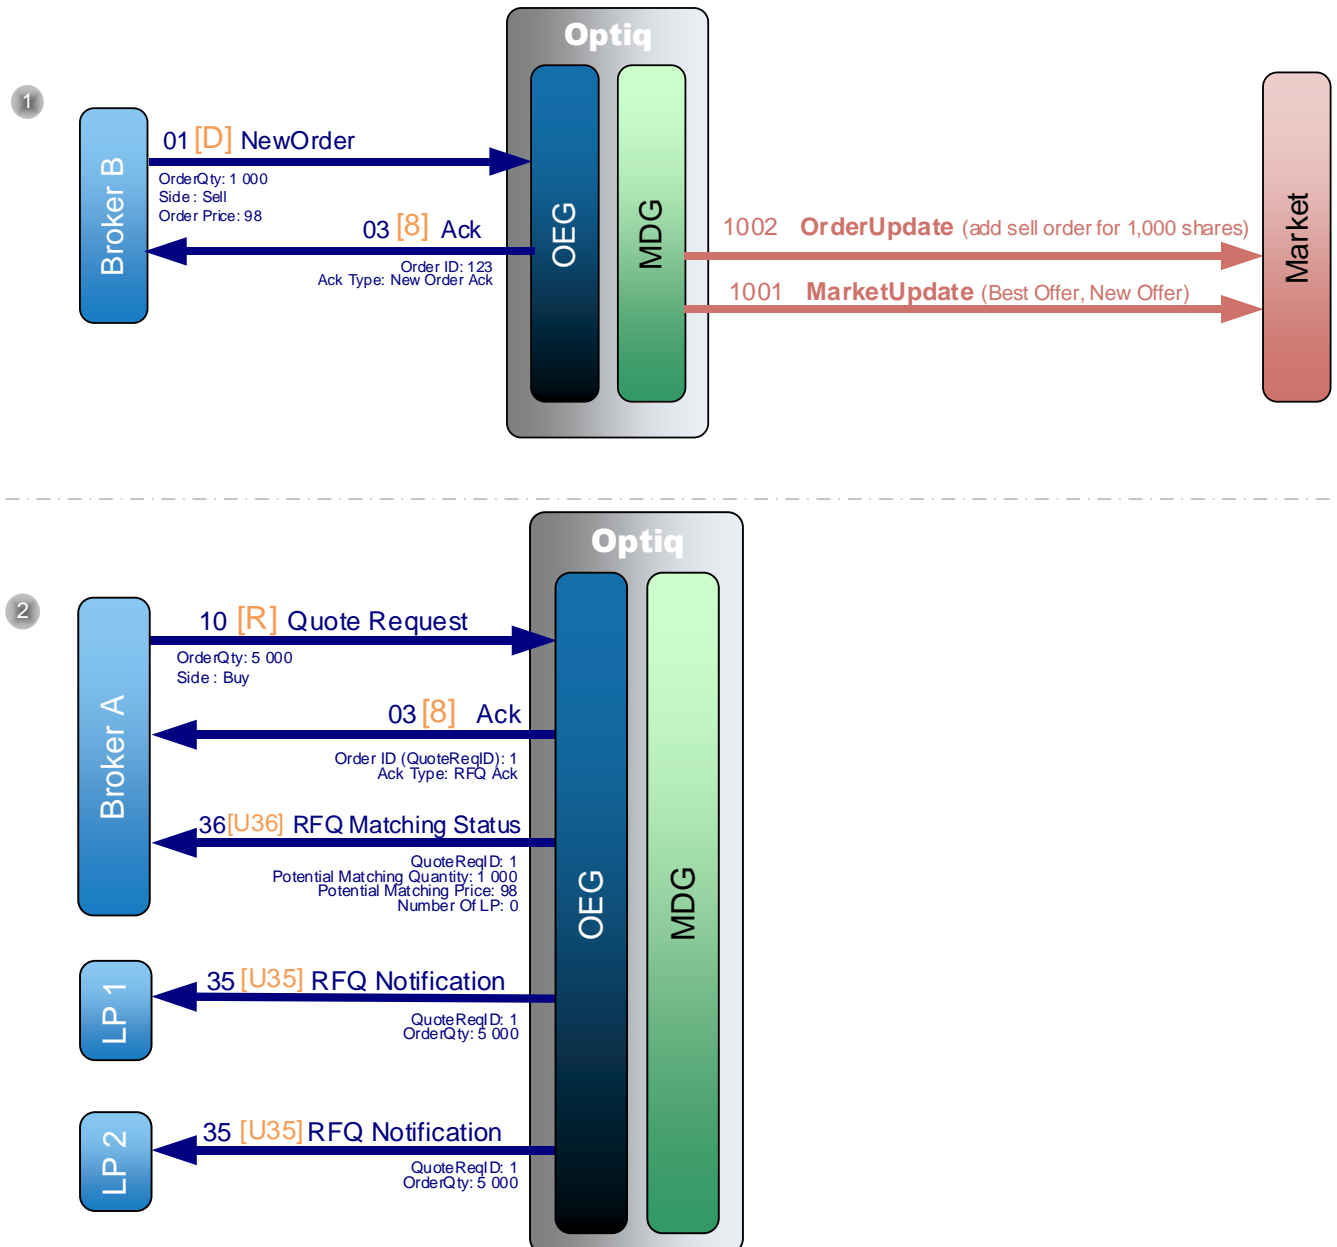 Optiq
1
01 [D] NewOrder
OrderQty: 1 000
Side : Sell
Order Price: 98
03 [8] Ack
Order ID: 123
Ack Type: New Order Ack
Broker B
OEG
MDG
1002 OrderUpdate (add sell order for 1,000 shares)
1001 MarketUpdate (Best Offer, New Offer)
Market
Optiq
2
10 [R] Quote Request
OrderQty: 5 000
Side : Buy
03 [8] Ack
Order ID (QuoteReqID): 1
Ack Type: RFQ Ack
Broker A
36 [U36] RFQ Matching Status
QuoteReqID: 1
Potential Matching Quantity: 1 000
Potential Matching Price: 98
Number Of LP: 0
OEG
MDG
LP 1
35 [U35] RFQ Notification
QuoteReqID: 1
OrderQty: 5 000
LP 2
35 [U35] RFQ Notification
QuoteReqID: 1
OrderQty: 5 000